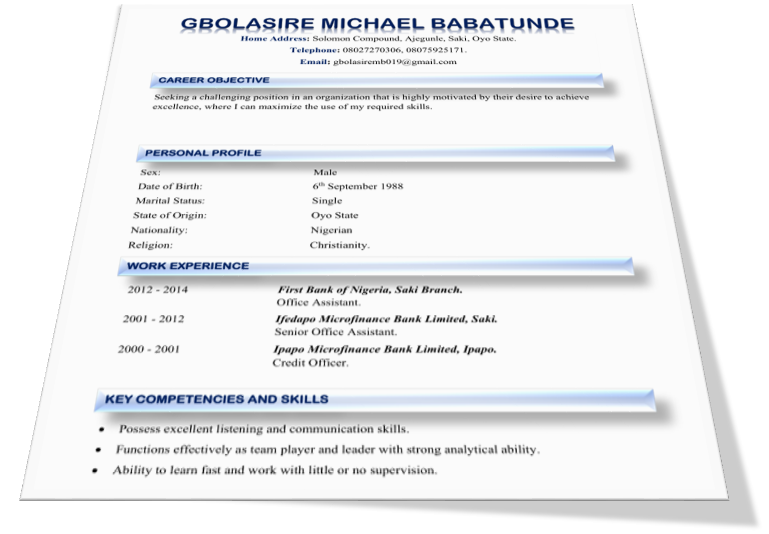 GBOLASIRE MICHAEL BABATUNDE
Home Address: Solomon Compound, Ajegunle, Saki, Oyo State.
Telephone: 08027270306, 08075925171.
Email: gbolasiremb019@gmail.com
CAREER OBJECTIVE
Seeking a challenging position in an organization that is highly motivated by their desire to achieve
excellence, where I can maximize the use of my required skills.
PERSONAL PROFILE
Sex: Male
Date of Birth: 6th September 1988
Marital Status: Single
State of Origin: Oyo State
Nationality: Nigerian
Religion: Christianity.
WORK EXPERIENCE
2012 - 2014 First Bank of Nigeria, Saki Branch.
Office Assistant.
2001 - 2012 Ifedapo Microfinance Bank Limited, Saki.
Senior Office Assistant.
2000 - 2001 Ipapo Microfinance Bank Limited, Ipapo.
Credit Officer.
KEY COMPETENCIES AND SKILLS
• Possess excellent listening and communication skills.
• Functions effectively as team player and leader with strong analytical ability.
• Ability to learn fast and work with little or no supervision.